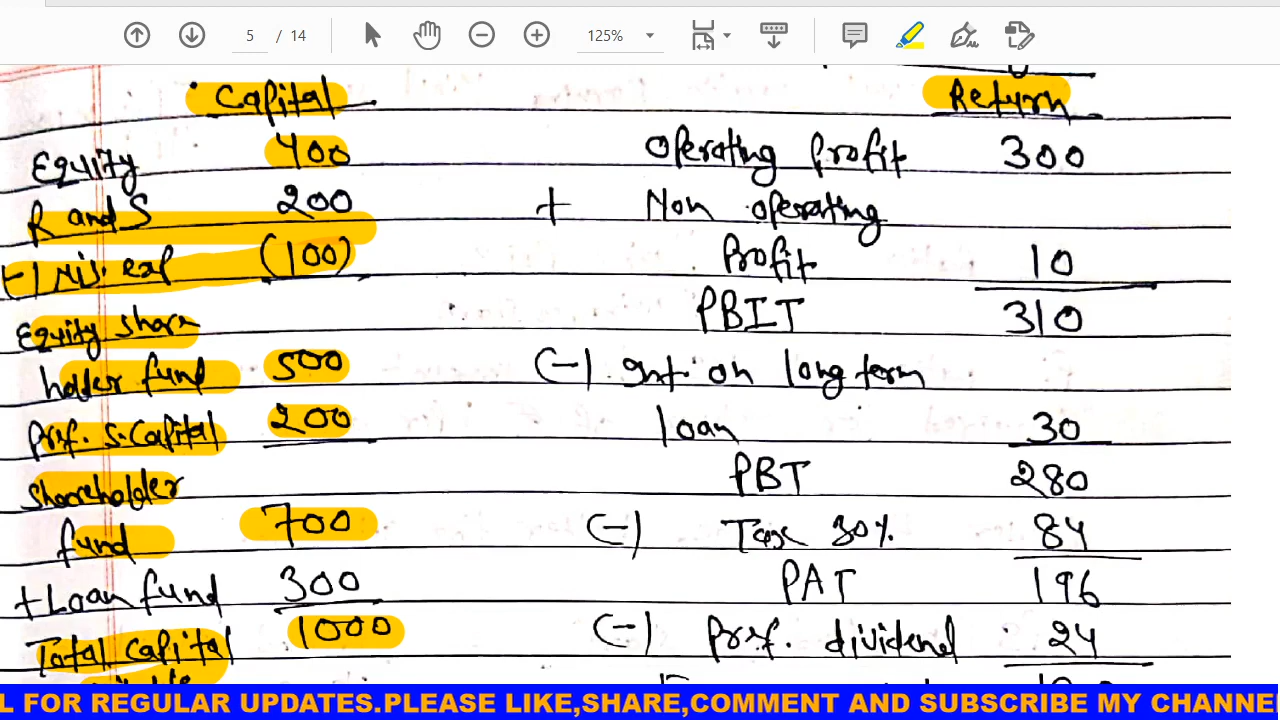 5 / 14
125%
Capital
Return
Equity 400
Operating Profit 300
R and S 200
+ Non operating
Profit 10
(-) Mis. exp (100)
PBIT 310
Equity share
holder fund 500
(-) Int. on long term
loan 30
Pref. S. Capital 200
PBT 280
Shareholder
fund 700
(-) Tax 30% 84
PAT 196
+ Loan fund 300
Total Capital 1000
(-) Pref. dividend 24
L FOR REGULAR UPDATES.PLEASE LIKE,SHARE,COMMENT AND SUBSCRIBE MY CHANNE